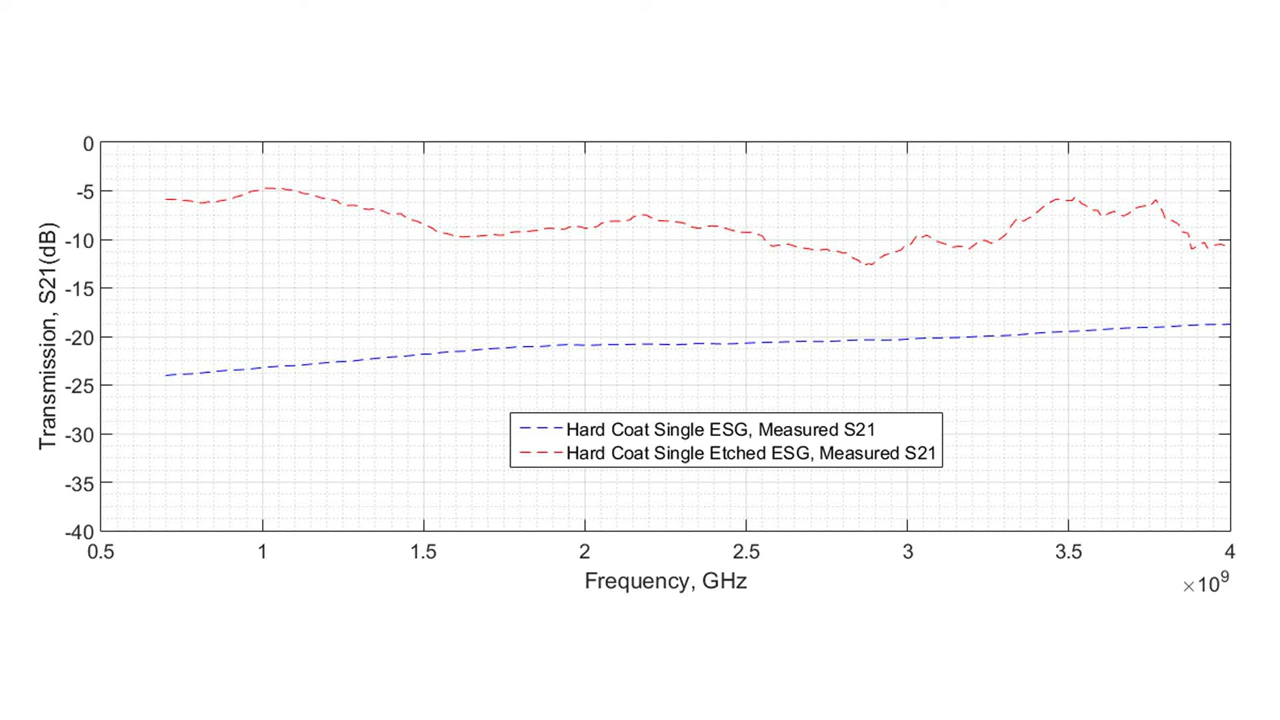 0
-5
-10
-15
-20
-25
-30
-35
-40
Transmission, S21(dB)
Hard Coat Single ESG, Measured S21
Hard Coat Single Etched ESG, Measured S21
0.5 1 1.5 2 2.5 3 3.5 4
Frequency, GHz
×10⁹